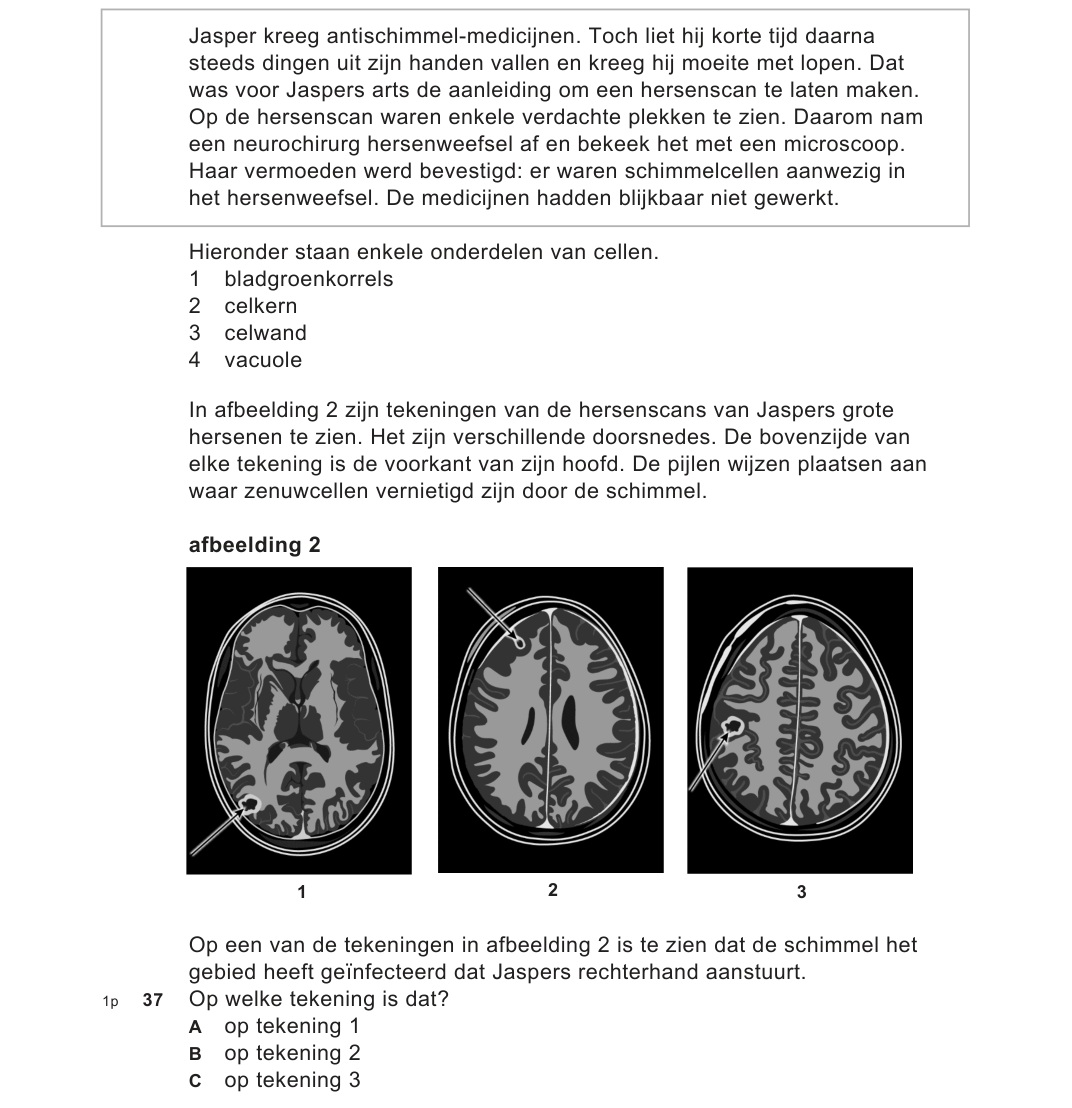 Jasper kreeg antischimmel-medicijnen. Toch liet hij korte tijd daarna
steeds dingen uit zijn handen vallen en kreeg hij moeite met lopen. Dat
was voor Jaspers arts de aanleiding om een hersenscan te laten maken.
Op de hersenscan waren enkele verdachte plekken te zien. Daarom nam
een neurochirurg hersenweefsel af en bekeek het met een microscoop.
Haar vermoeden werd bevestigd: er waren schimmelcellen aanwezig in
het hersenweefsel. De medicijnen hadden blijkbaar niet gewerkt.
Hieronder staan enkele onderdelen van cellen.
1 bladgroenkorrels
2 celkern
3 celwand
4 vacuole
In afbeelding 2 zijn tekeningen van de hersenscans van Jaspers grote
hersenen te zien. Het zijn verschillende doorsnedes. De bovenzijde van
elke tekening is de voorkant van zijn hoofd. De pijlen wijzen plaatsen aan
waar zenuwcellen vernietigd zijn door de schimmel.
afbeelding 2
1 2 3
Op een van de tekeningen in afbeelding 2 is te zien dat de schimmel het
gebied heeft geïnfecteerd dat Jaspers rechterhand aanstuurt.
1p 37 Op welke tekening is dat?
A op tekening 1
B op tekening 2
C op tekening 3